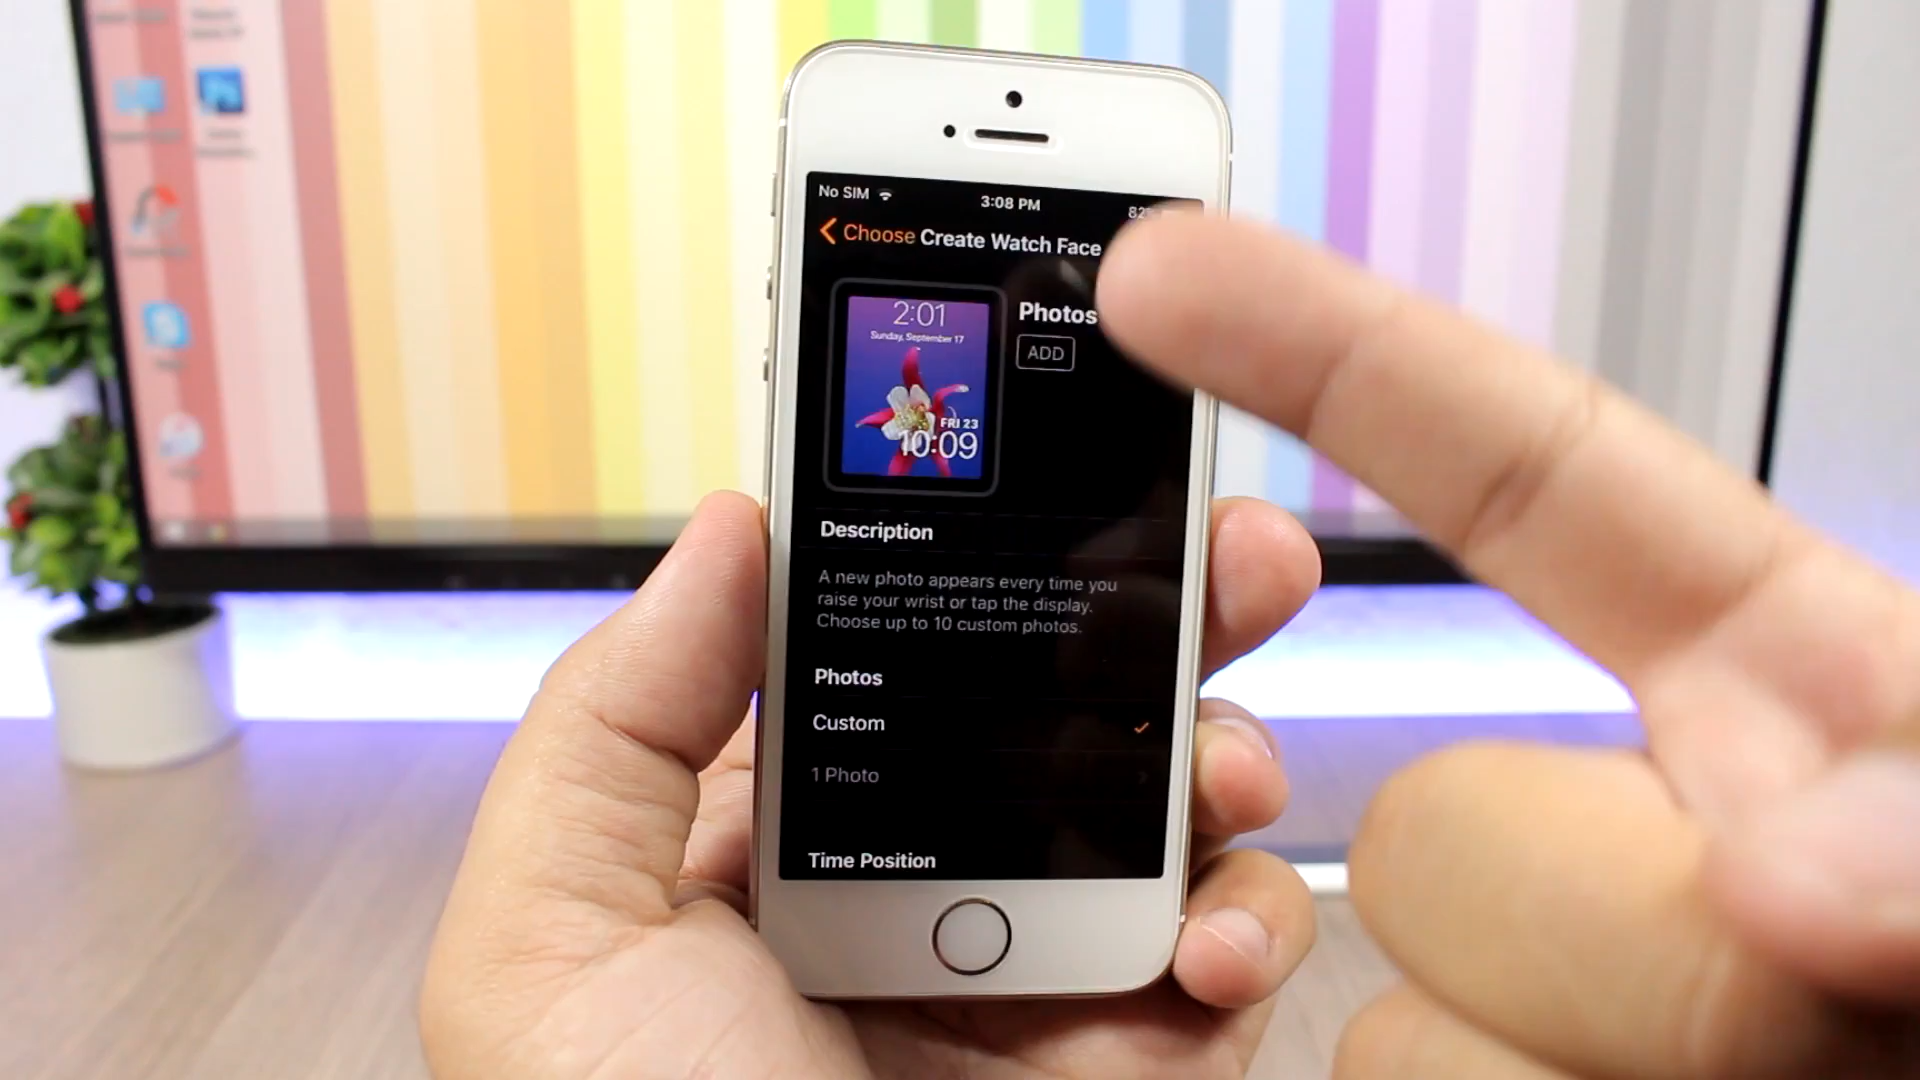 No SIM
3:08 PM
Choose
Create Watch Face
2:01
Sunday, September 17
FRI 23
10:09
Photos
ADD
Description
A new photo appears every time you
raise your wrist or tap the display.
Choose up to 10 custom photos.
Photos
Custom
1 Photo
Time Position
Ps